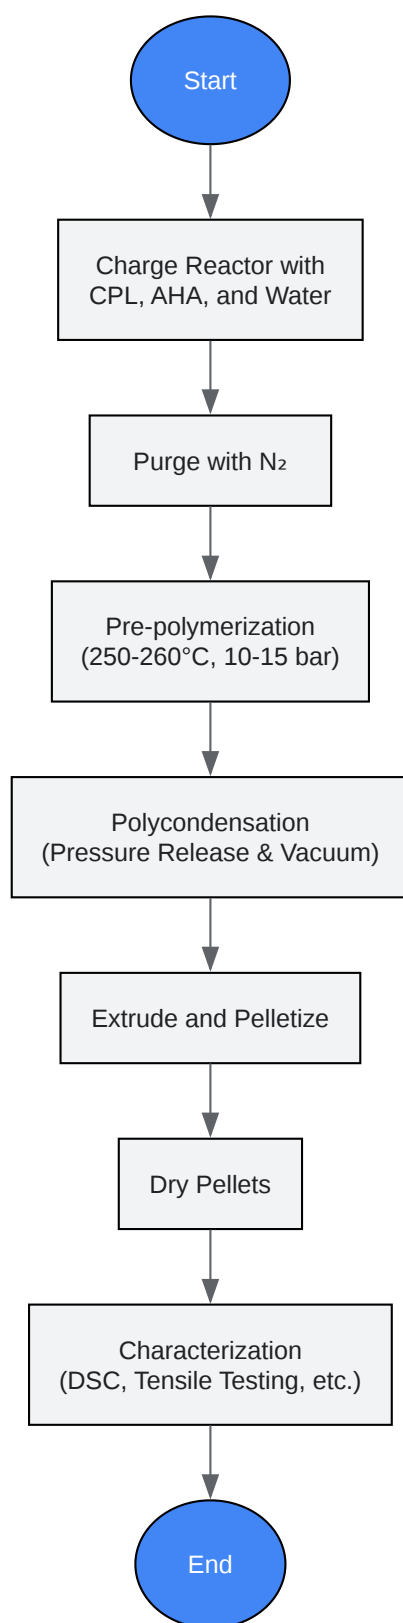 Start
Charge Reactor with
CPL, AHA, and Water
Purge with N₂
Pre-polymerization
(250-260°C, 10-15 bar)
Polycondensation
(Pressure Release & Vacuum)
Extrude and Pelletize
Dry Pellets
Characterization
(DSC, Tensile Testing, etc.)
End